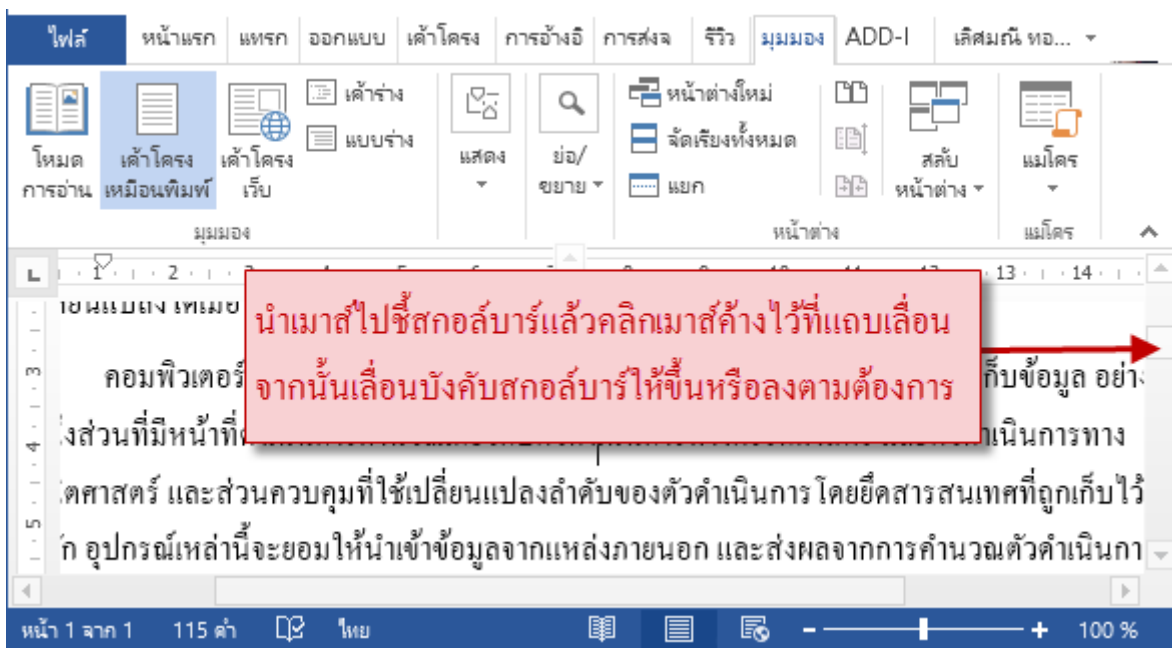 ไฟล์ หน้าแรก แทรก ออกแบบ เค้าโครง การอ้างอิ การส่งจ รีวิว มุมมอง ADD-I เลิศมณี ทอ...
เค้าร่าง หน้าต่างใหม่
แบบร่าง จัดเรียงทั้งหมด
โหมด เค้าโครง เค้าโครง แสดง ย่อ/ สลับ แมโคร
การอ่าน เหมือนพิมพ์ เว็บ ขยาย แยก หน้าต่าง
มุมมอง หน้าต่าง แมโคร
L 1 2 13 14
นำเมาส์ไปชี้สกอล์บาร์แล้วคลิกเมาส์ค้างไว้ที่แถบเลื่อน
จากนั้นเลื่อนบังคับสกอล์บาร์ให้ขึ้นหรือลงตามต้องการ
3 คอมพิวเตอร์ ก็บข้อมูล อย่าง
4 ส่วนที่มีหน้าที่ นินการทาง
ตศาสตร์ และส่วนควบคุมที่ใช้เปลี่ยนแปลงลำดับของตัวดำเนินการ โดยยึดสารสนเทศที่ถูกเก็บไว้
5 ก อุปกรณ์เหล่านี้จะยอมให้นำเข้าข้อมูลจากแหล่งภายนอก และส่งผลจากการคำนวณตัวดำเนินกา
หน้า 1 จาก 1 115 คำ ไทย 100 %